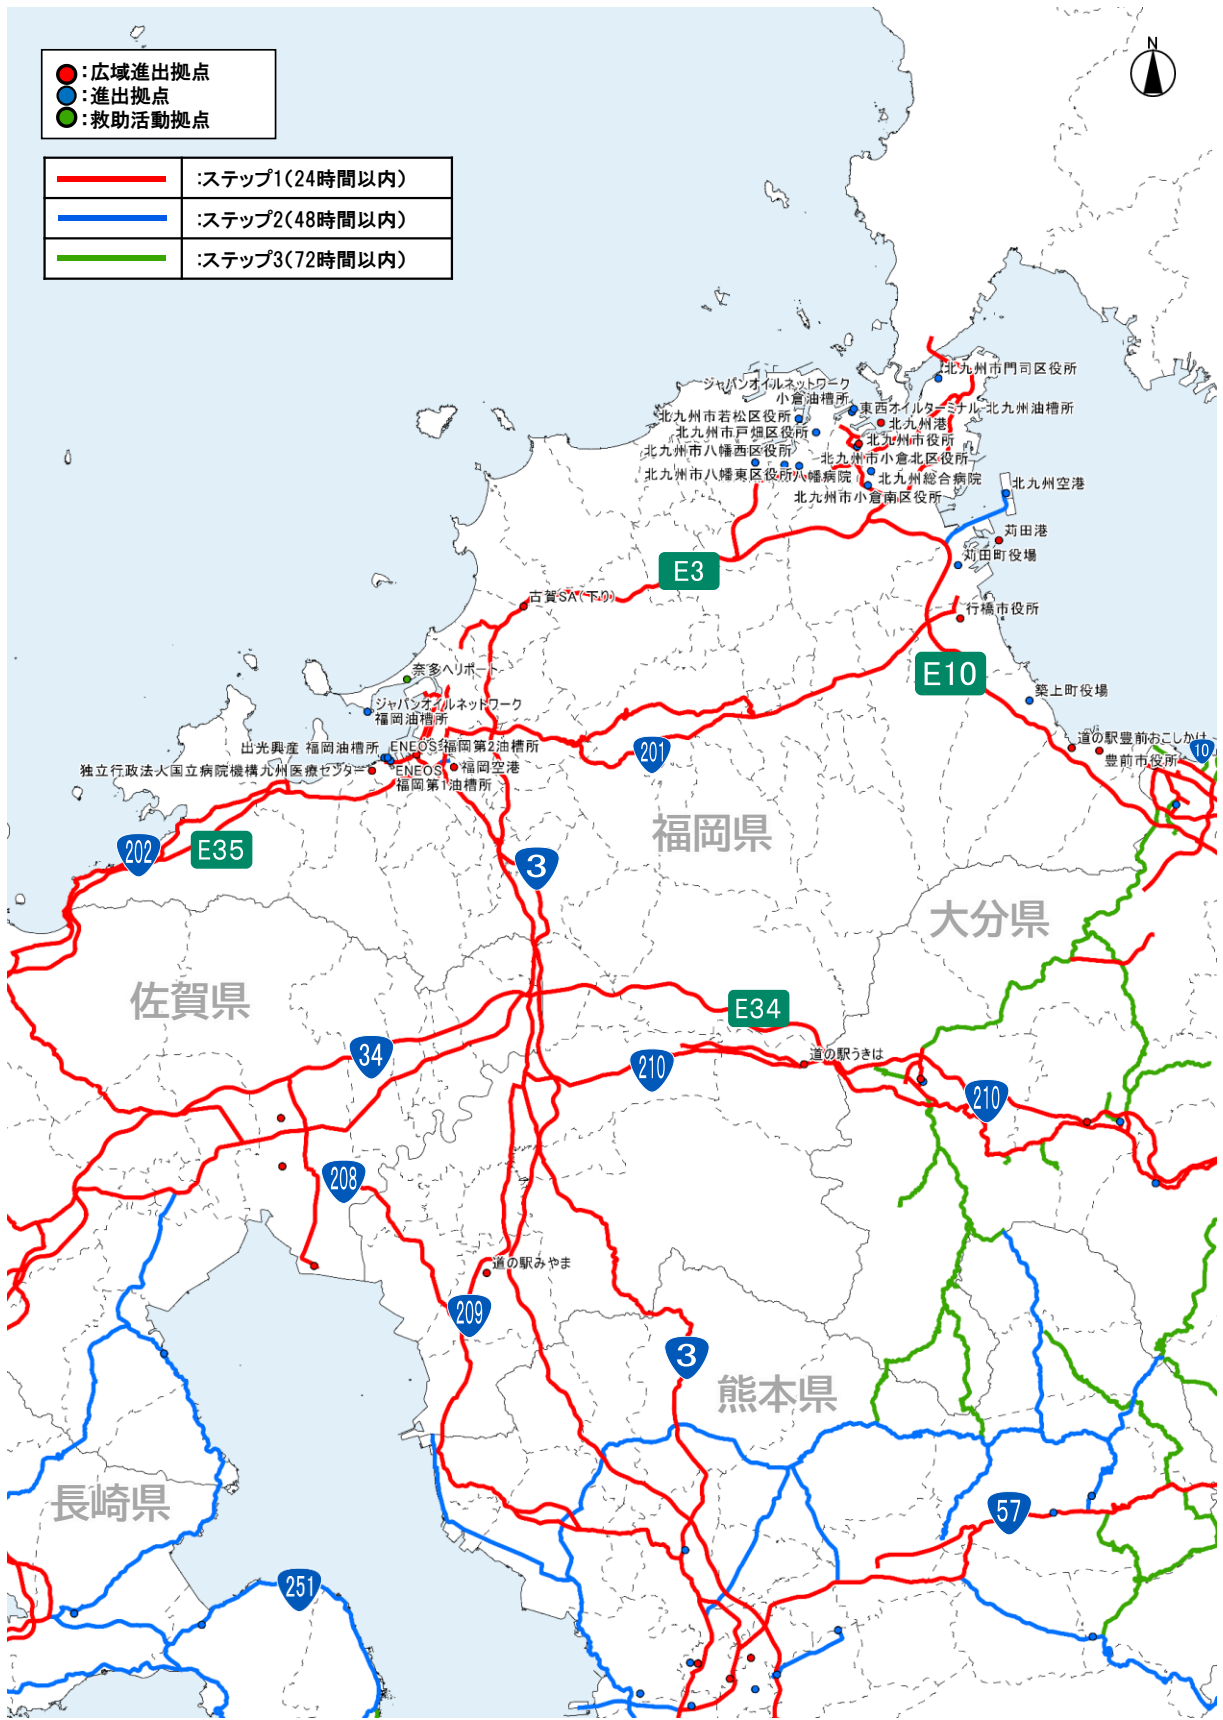 N
:広域進出拠点
:進出拠点
:救助活動拠点
:ステップ1(24時間以内)
:ステップ2(48時間以内)
:ステップ3(72時間以内)
北九州市門司区役所
ジャパンオイルネットワーク
小倉油槽所
東西オイルターミナル 北九州油槽所
北九州市若松区役所
北九州港
北九州市戸畑区役所
北九州市役所
北九州市八幡西区役所
北九州市小倉北区役所
北九州市八幡東区役所
八幡病院
北九州総合病院
北九州市小倉南区役所
北九州空港
苅田港
苅田町役場
E3
古賀SA(下り)
行橋市役所
奈多ヘリポート
E10
築上町役場
ジャパンオイルネットワーク
福岡油槽所
道の駅豊前おこしかけ
出光興産 福岡油槽所
ENEOS 福岡第2油槽所
201
10
豊前市役所
独立行政法人国立病院機構九州医療センター
ENEOS
福岡第1油槽所
福岡空港
福岡県
202
E35
3
大分県
佐賀県
E34
34
210
道の駅うきは
210
208
道の駅みやま
209
3
熊本県
長崎県
57
251